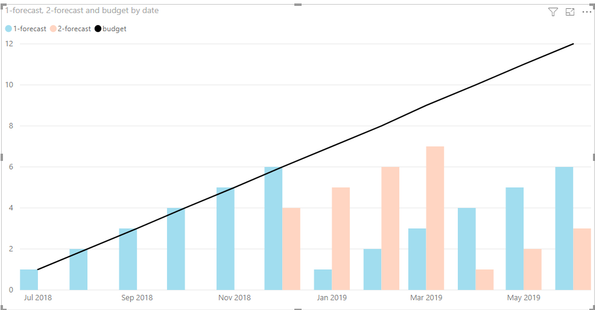 1-forecast, 2-forecast and budget by date
1-forecast 2-forecast budget
12
10
8
6
4
2
0
Jul 2018 Sep 2018 Nov 2018 Jan 2019 Mar 2019 May 2019